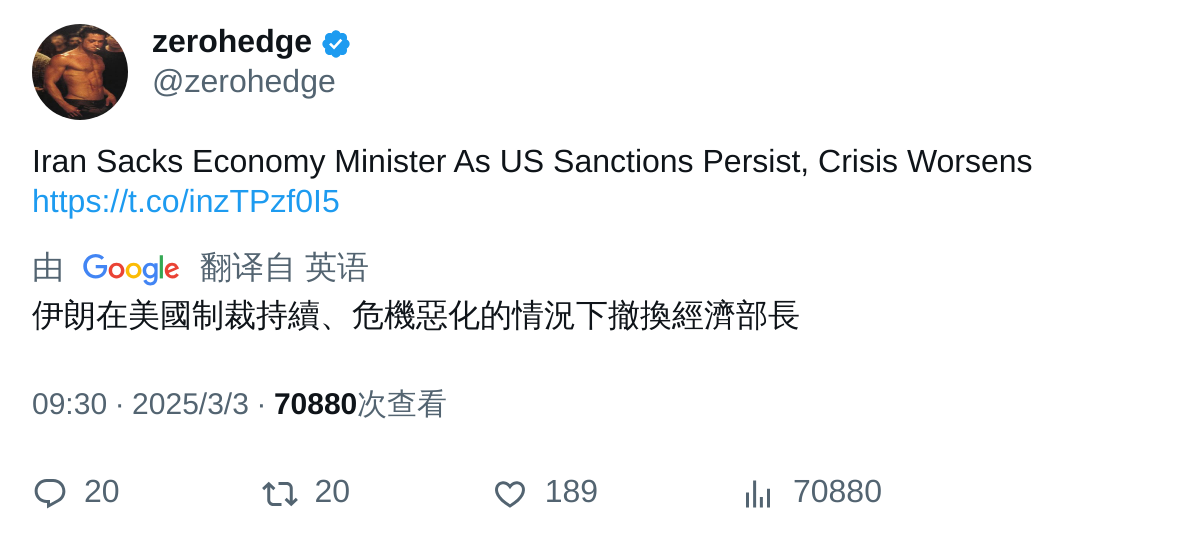 zerohedge
@zerohedge
Iran Sacks Economy Minister As US Sanctions Persist, Crisis Worsens
https://t.co/inzTPzf0I5
由 Google 翻译自 英语
伊朗在美國制裁持續、危機惡化的情況下撤換經濟部長
09:30 · 2025/3/3 · 70880次查看
20 20 189 70880